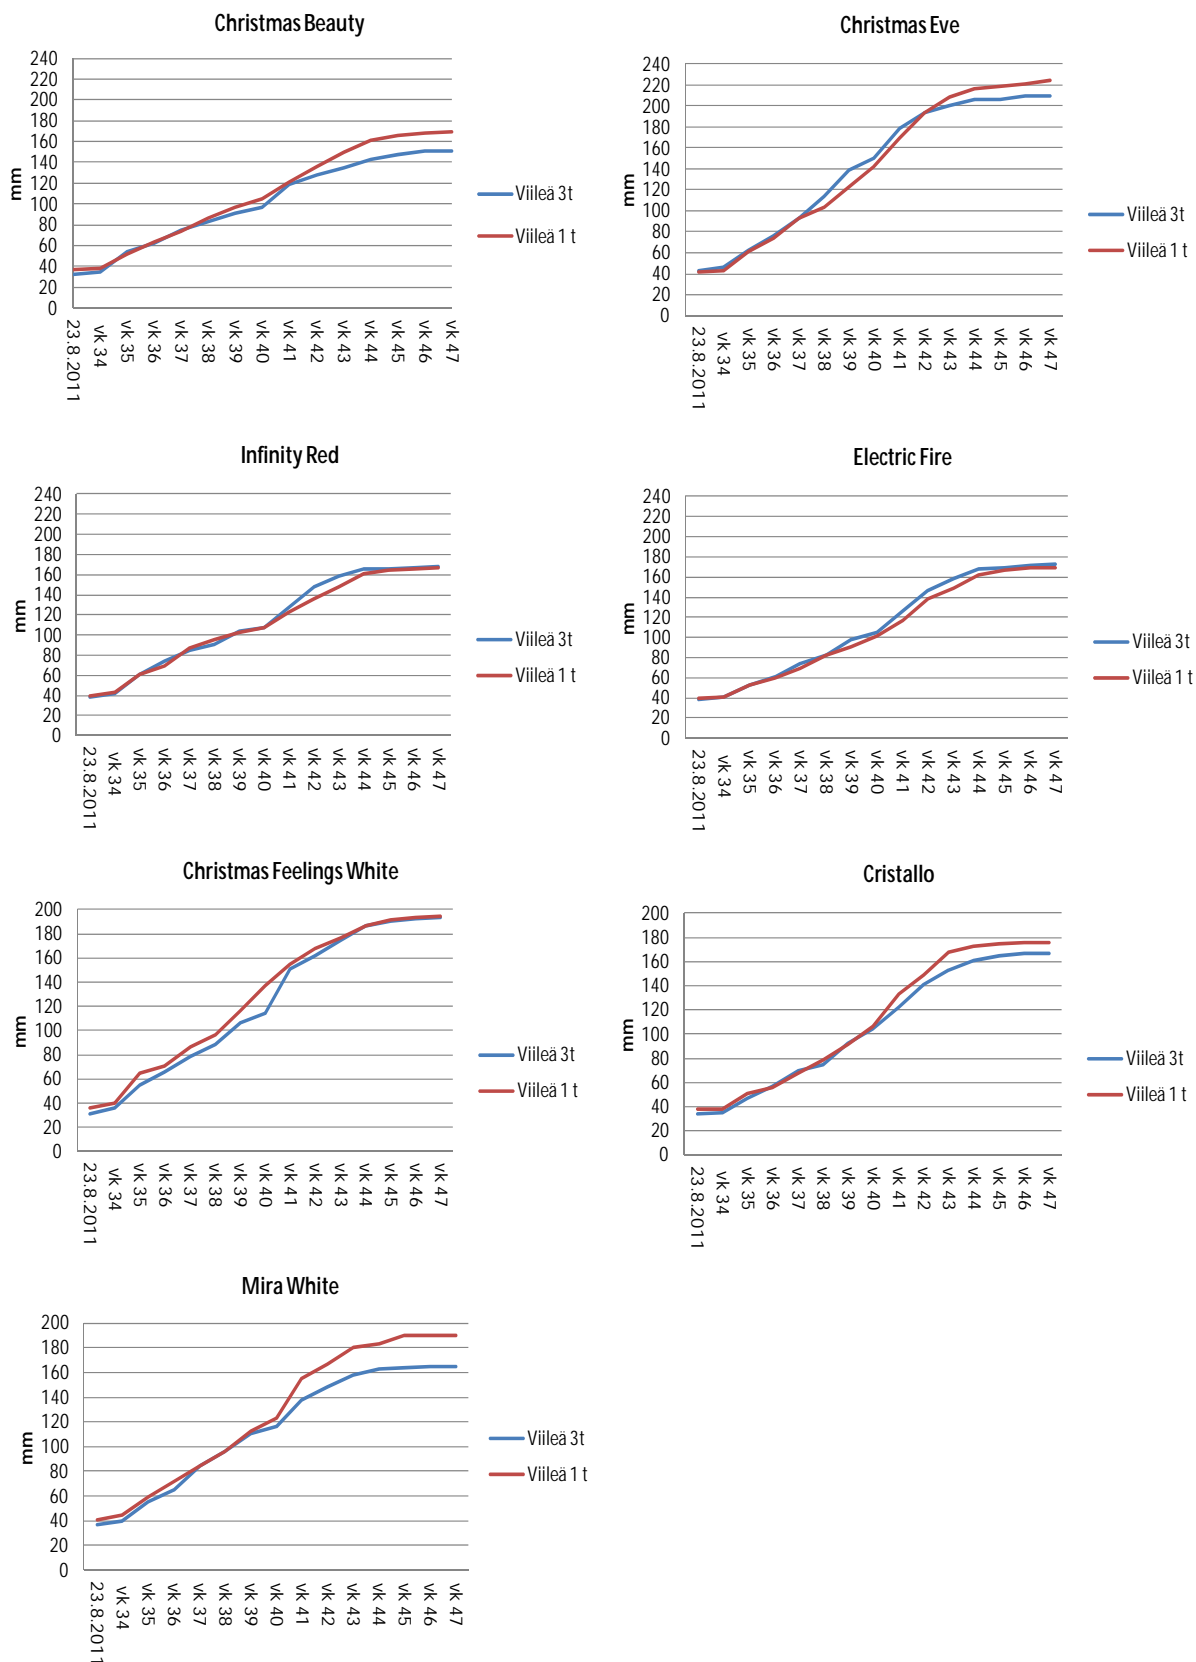 Christmas Beauty
240
220
200
180
160
140
120
100
80
60
40
20
0
mm
23.8.2011
vk 34
vk 35
vk 36
vk 37
vk 38
vk 39
vk 40
vk 41
vk 42
vk 43
vk 44
vk 45
vk 46
vk 47
Viileä 3t
Viileä 1 t
Christmas Eve
240
220
200
180
160
140
120
100
80
60
40
20
0
mm
23.8.2011
vk 34
vk 35
vk 36
vk 37
vk 38
vk 39
vk 40
vk 41
vk 42
vk 43
vk 44
vk 45
vk 46
vk 47
Viileä 3t
Viileä 1 t
Infinity Red
240
220
200
180
160
140
120
100
80
60
40
20
0
mm
23.8.2011
vk 34
vk 35
vk 36
vk 37
vk 38
vk 39
vk 40
vk 41
vk 42
vk 43
vk 44
vk 45
vk 46
vk 47
Viileä 3t
Viileä 1 t
Electric Fire
240
220
200
180
160
140
120
100
80
60
40
20
0
mm
23.8.2011
vk 34
vk 35
vk 36
vk 37
vk 38
vk 39
vk 40
vk 41
vk 42
vk 43
vk 44
vk 45
vk 46
vk 47
Viileä 3t
Viileä 1 t
Christmas Feelings White
200
180
160
140
120
100
80
60
40
20
0
mm
23.8.2011
vk 34
vk 35
vk 36
vk 37
vk 38
vk 39
vk 40
vk 41
vk 42
vk 43
vk 44
vk 45
vk 46
vk 47
Viileä 3t
Viileä 1 t
Cristallo
200
180
160
140
120
100
80
60
40
20
0
mm
23.8.2011
vk 34
vk 35
vk 36
vk 37
vk 38
vk 39
vk 40
vk 41
vk 42
vk 43
vk 44
vk 45
vk 46
vk 47
Viileä 3t
Viileä 1 t
Mira White
200
180
160
140
120
100
80
60
40
20
0
mm
23.8.2011
vk 34
vk 35
vk 36
vk 37
vk 38
vk 39
vk 40
vk 41
vk 42
vk 43
vk 44
vk 45
vk 46
vk 47
Viileä 3t
Viileä 1 t